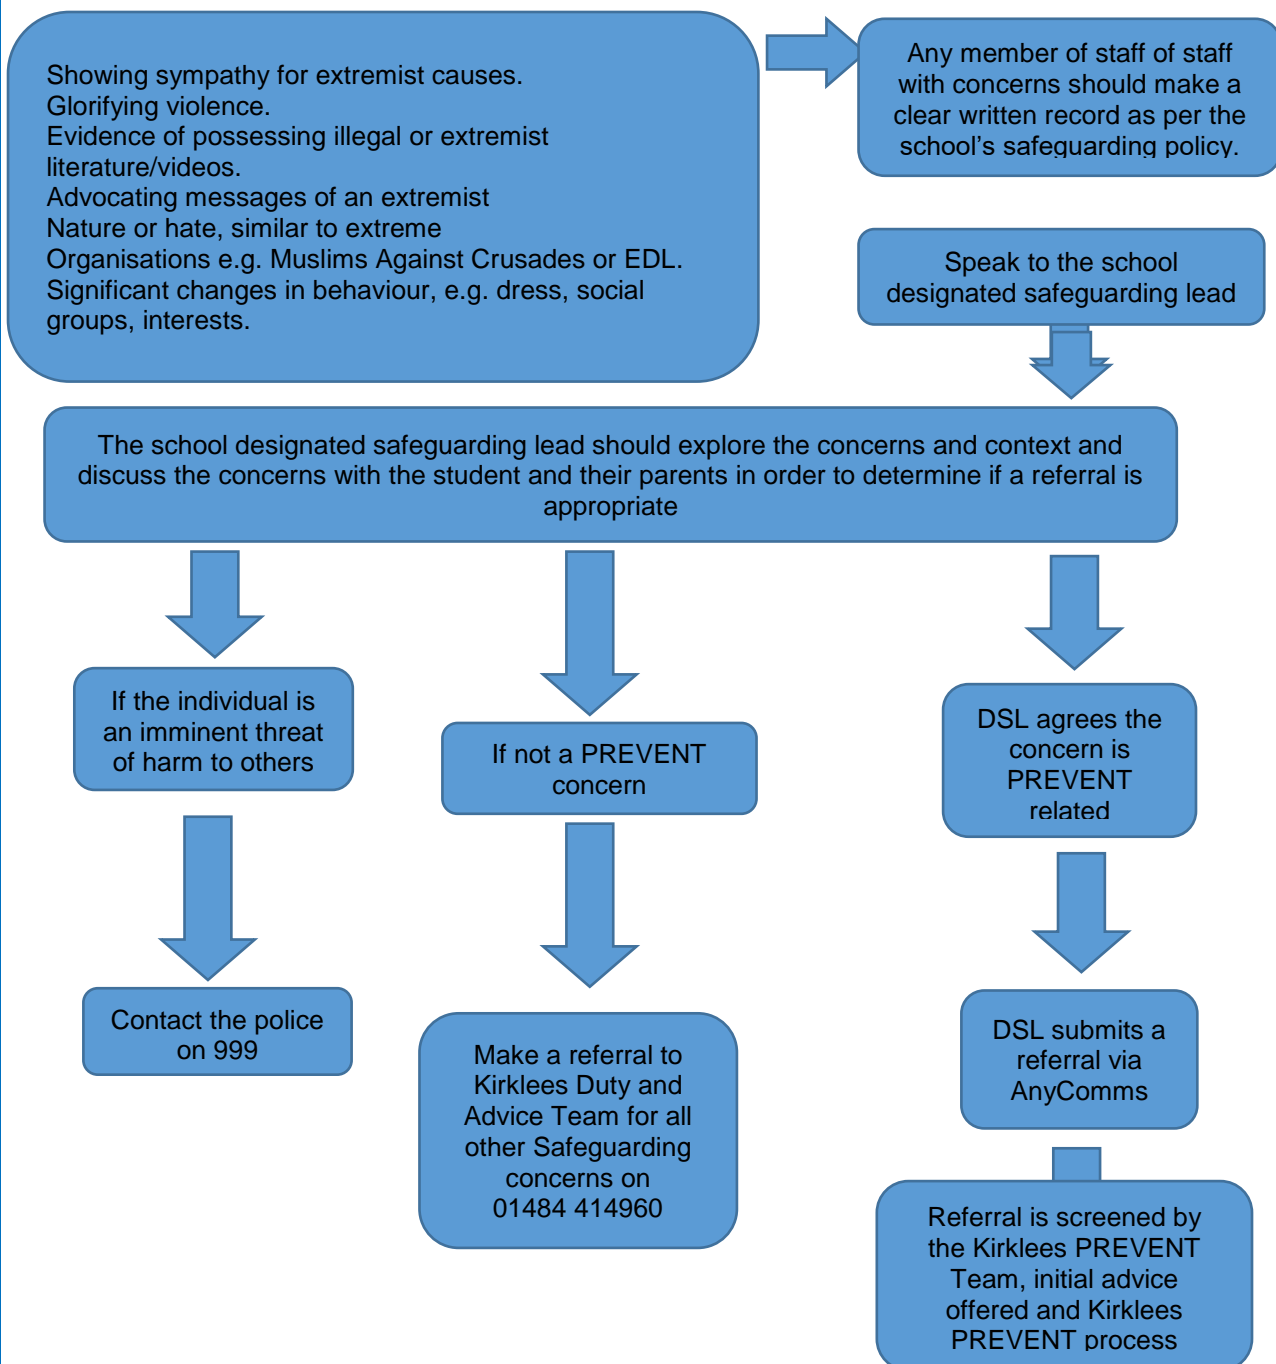 Showing sympathy for extremist causes.
Glorifying violence.
Evidence of possessing illegal or extremist
literature/videos.
Advocating messages of an extremist
Nature or hate, similar to extreme
Organisations e.g. Muslims Against Crusades or EDL.
Significant changes in behaviour, e.g. dress, social
groups, interests.
Any member of staff of staff
with concerns should make a
clear written record as per the
school’s safeguarding policy.
Speak to the school
designated safeguarding lead
The school designated safeguarding lead should explore the concerns and context and
discuss the concerns with the student and their parents in order to determine if a referral is
appropriate
If the individual is
an imminent threat
of harm to others
If not a PREVENT
concern
DSL agrees the
concern is
PREVENT
related
Contact the police
on 999
Make a referral to
Kirklees Duty and
Advice Team for all
other Safeguarding
concerns on
01484 414960
DSL submits a
referral via
AnyComms
Referral is screened by
the Kirklees PREVENT
Team, initial advice
offered and Kirklees
PREVENT process